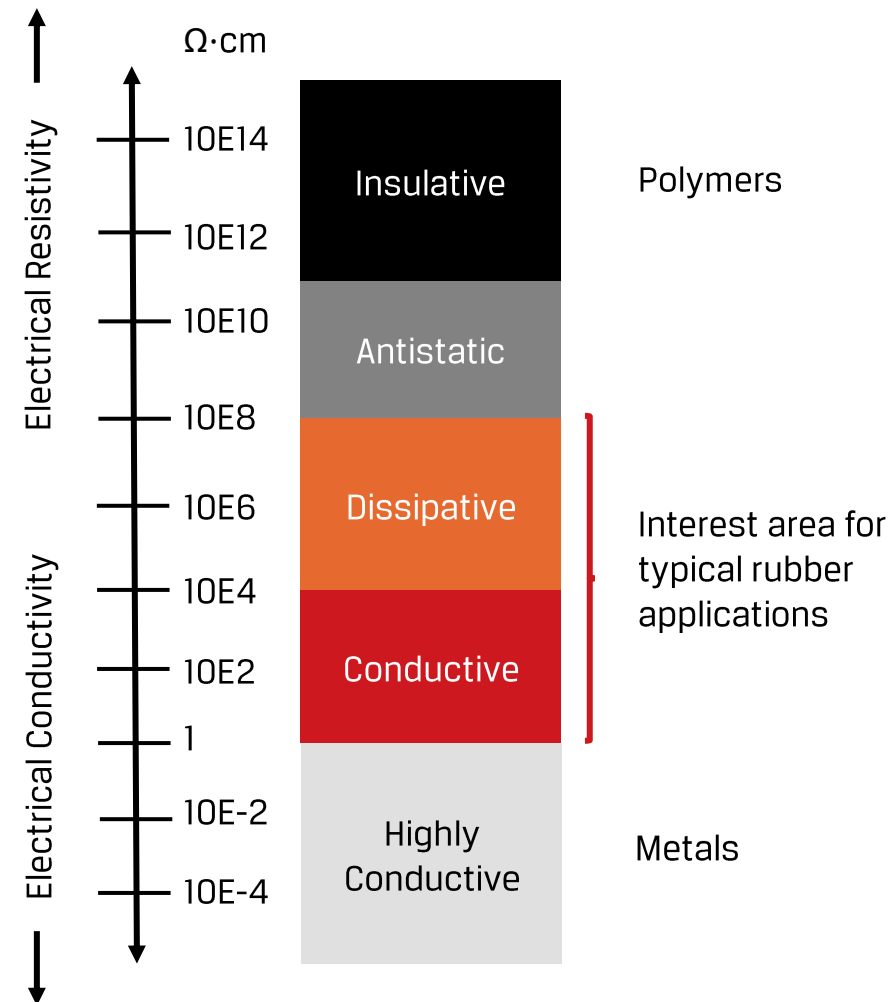 Ω·cm
Electrical Resistivity
Electrical Conductivity
10E14
10E12
10E10
10E8
10E6
10E4
10E2
1
10E-2
10E-4
Insulative
Antistatic
Dissipative
Conductive
Highly
Conductive
Polymers
Interest area for
typical rubber
applications
Metals